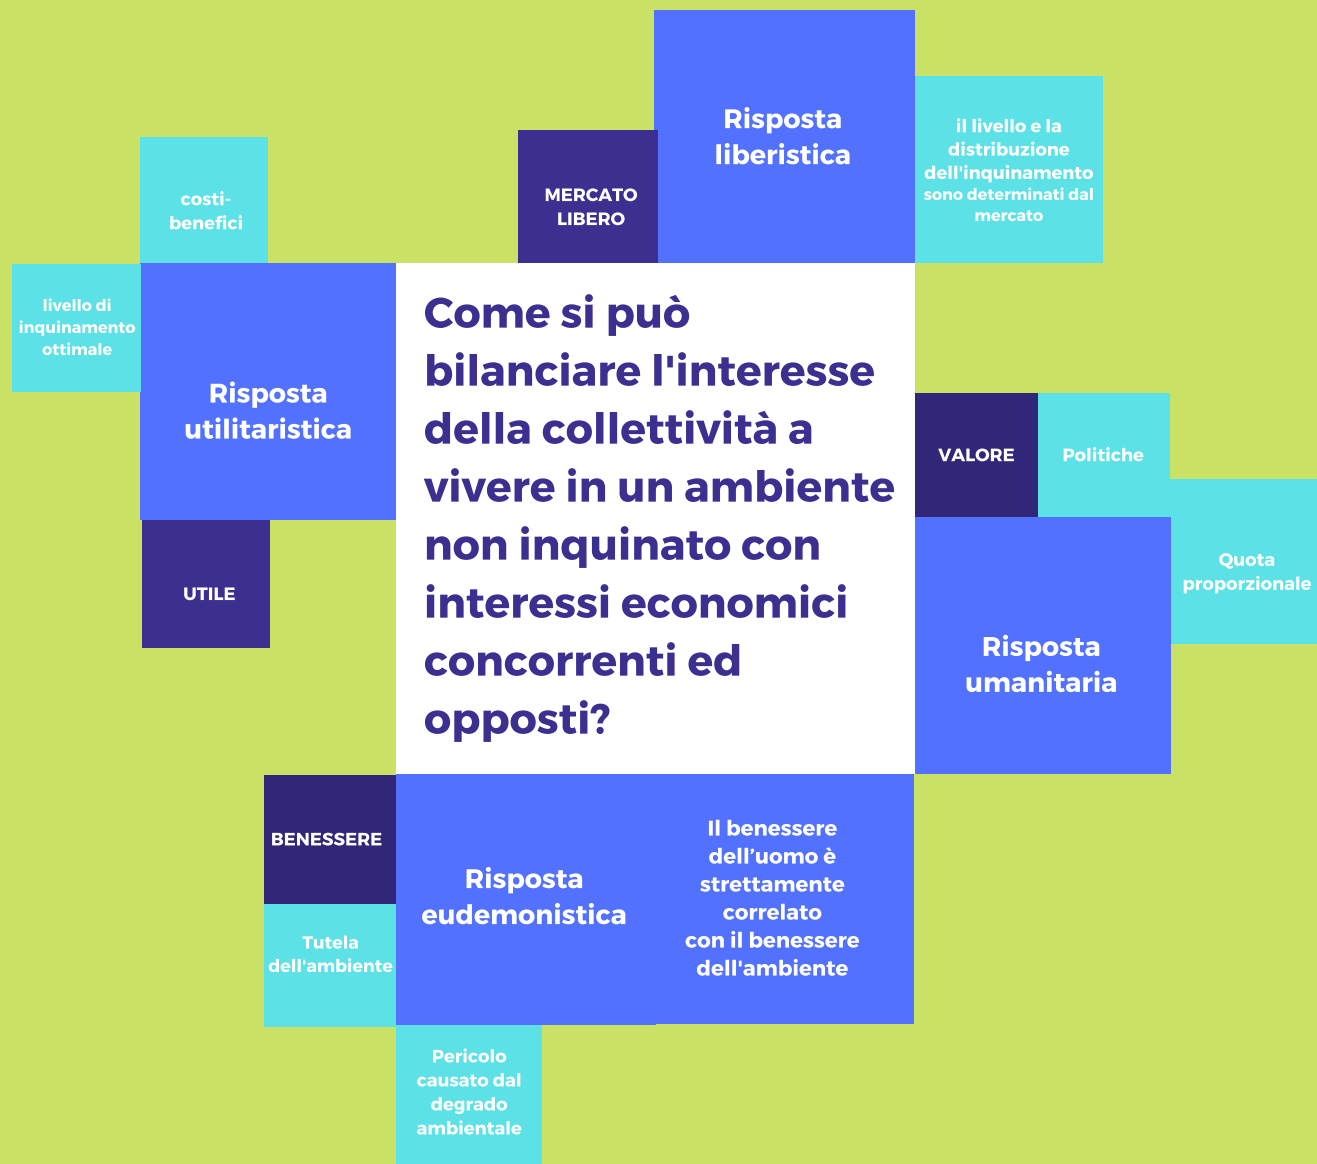 Risposta
liberistica
il livello e la
distribuzione
dell'inquinamento
sono determinati dal
mercato
MERCATO
LIBERO
costi-
benefici
livello di
inquinamento
ottimale
Risposta
utilitaristica
UTILE
Come si può
bilanciare l'interesse
della collettività a
vivere in un ambiente
non inquinato con
interessi economici
concorrenti ed
opposti?
VALORE
Politiche
Quota
proporzionale
Risposta
umanitaria
BENESSERE
Tutela
dell'ambiente
Risposta
eudemonistica
Il benessere
dell’uomo è
strettamente
correlato
con il benessere
dell'ambiente
Pericolo
causato dal
degrado
ambientale